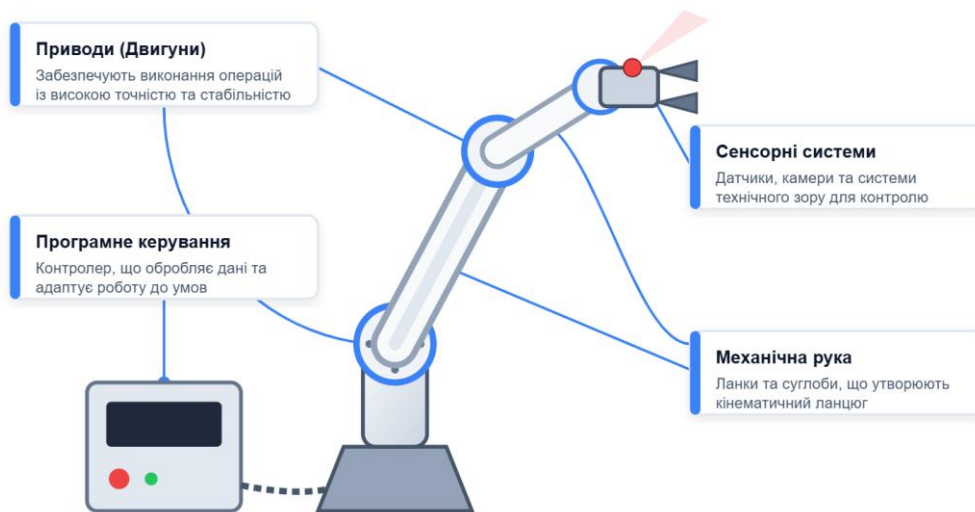 Приводи (Двигуни)
Забезпечують виконання операцій
із високою точністю та стабільністю
Сенсорні системи
Датчики, камери та системи
технічного зору для контролю
Програмне керування
Контролер, що обробляє дані та
адаптує роботу до умов
Механічна рука
Ланки та суглоби, що утворюють
кінематичний ланцюг